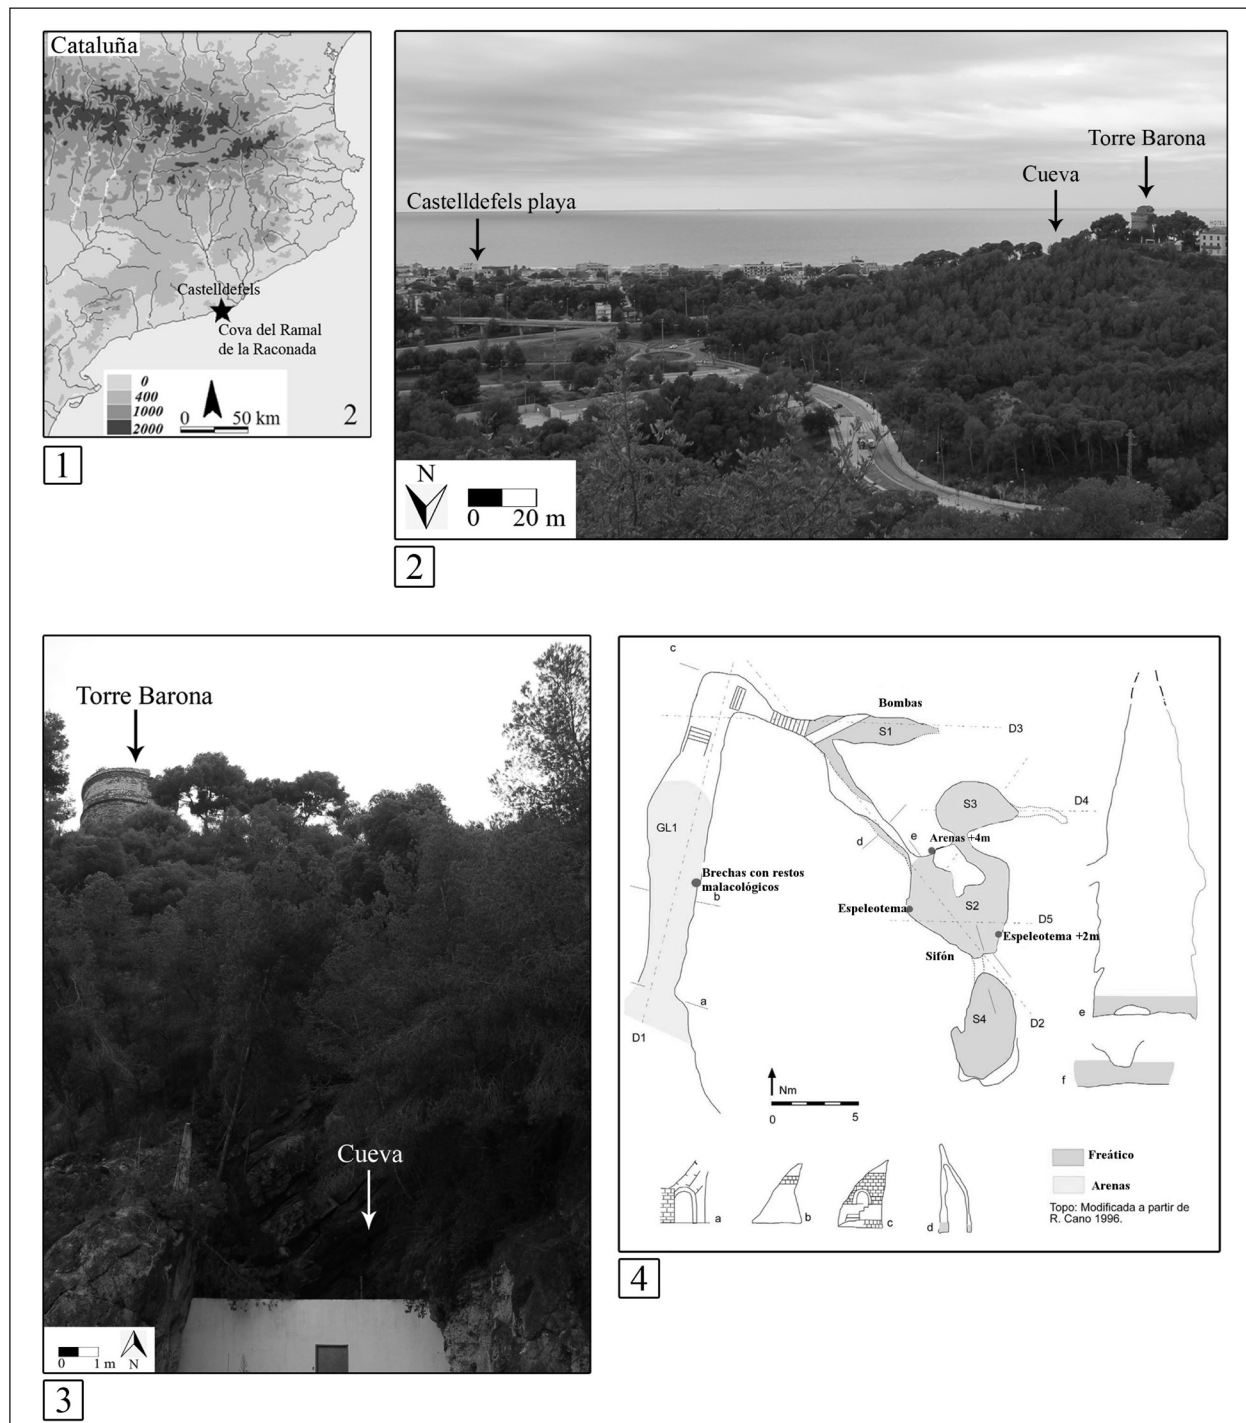 Cataluña
Castelldefels
Cova del Ramal
de la Raconada
0
400
1000
2000
0 50 km
2
1
Torre Barona
Cueva
Castelldefels playa
HOTEL
N
0 20 m
2
Torre Barona
Cueva
0 1 m
N
3
c
Bombas
S1
D3
S3
D4
GL1
d
e
Arenas +4m
Brechas con restos
malacológicos
b
Espeleotema
S2
D5
Espeleotema +2m
Sifón
a
S4
D2
D1
e
f
Nm
0 5
Freático
Arenas
Topo: Modificada a partir de
R. Cano 1996.
a
b
c
d
4